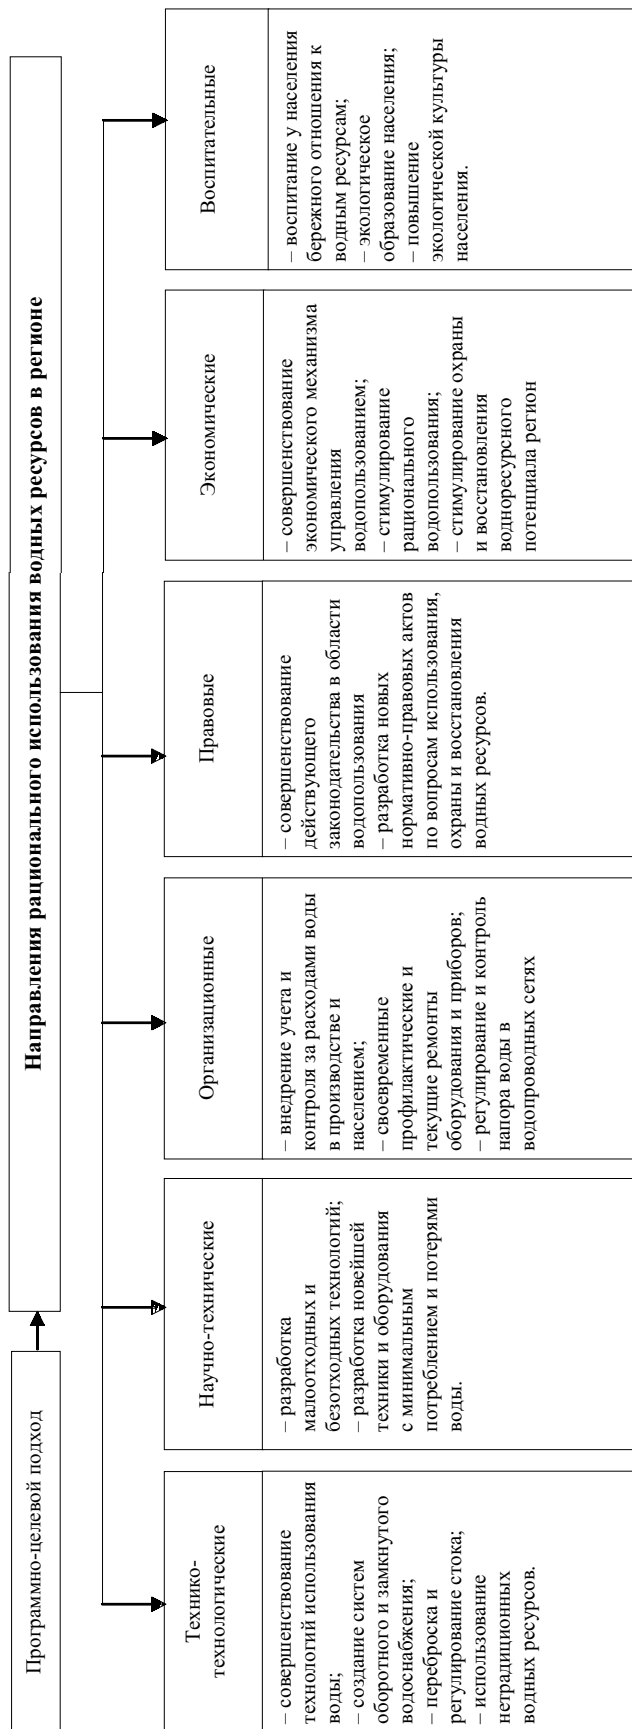 Программно-целевой подход
Направления рационального использования водных ресурсов в регионе
Технико-
технологические
– совершенствование
технологий использования
воды;
– создание систем
оборотного и замкнутого
водоснабжения;
– переброска и
регулирование стока;
– использование
нетрадиционных
водных ресурсов.
Научно-технические
– разработка
малоотходных и
безотходных технологий;
– разработка новейшей
техники и оборудования
с минимальным
потреблением и потерями
воды.
Организационные
– внедрение учета и
контроля за расходами воды
в производстве и
населением;
– своевременные
профилактические и
текущие ремонты
оборудования и приборов;
– регулирование и контроль
напора воды в
водопроводных сетях
Правовые
– совершенствование
действующего
законодательства в области
водопользования
– разработка новых
нормативно-правовых актов
по вопросам использования,
охраны и восстановления
водных ресурсов.
Экономические
– совершенствование
экономического механизма
управления
водопользованием;
– стимулирование
рационального
водопользования;
– стимулирование охраны
и восстановления
водноресурсного
потенциала регион
Воспитательные
– воспитание у населения
бережного отношения к
водным ресурсам;
– экологическое
образование населения;
– повышение
экологической культуры
населения.